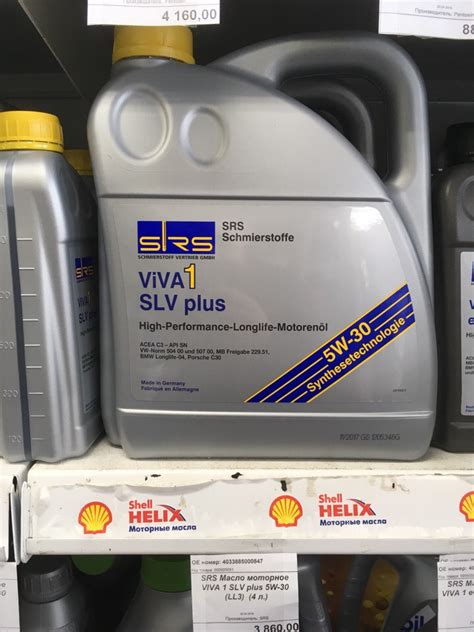 4 160,00
SRS
SCHMIERSTOFF VERTRIEB GMBH
SRS
Schmierstoffe
ViVA 1
SLV plus
High-Performance-Longlife-Motorenöl
ACEA C3 – API SN
VW-Norm 504 00 und 507 00, MB Freigabe 229.51,
BMW Longlife-04, Porsche C30
5W-30
Synthesetechnologie
Made in Germany
Fabriqué en Allemagne
Shell
HELIX
Моторные масла
Shell
HELIX
Моторные масла
OE номер: 4033885000847
SRS Масло моторное
VIVA 1 SLV plus 5W-30
(LL3) (4 л.)
3 860,00